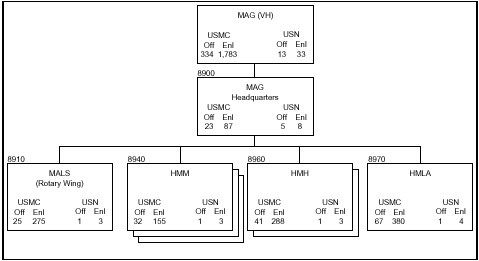 MAG (VH)
USMC USN
Off Enl Off Enl
334 1,783 13 33
8900
MAG
Headquarters
USMC USN
Off Enl Off Enl
23 87 5 8
8910
MALS
(Rotary Wing)
USMC USN
Off Enl Off Enl
25 275 1 3
8940
HMM
USMC USN
Off Enl Off Enl
32 155 1 3
8960
HMH
USMC USN
Off Enl Off Enl
41 288 1 3
8970
HMLA
USMC USN
Off Enl Off Enl
67 380 1 4